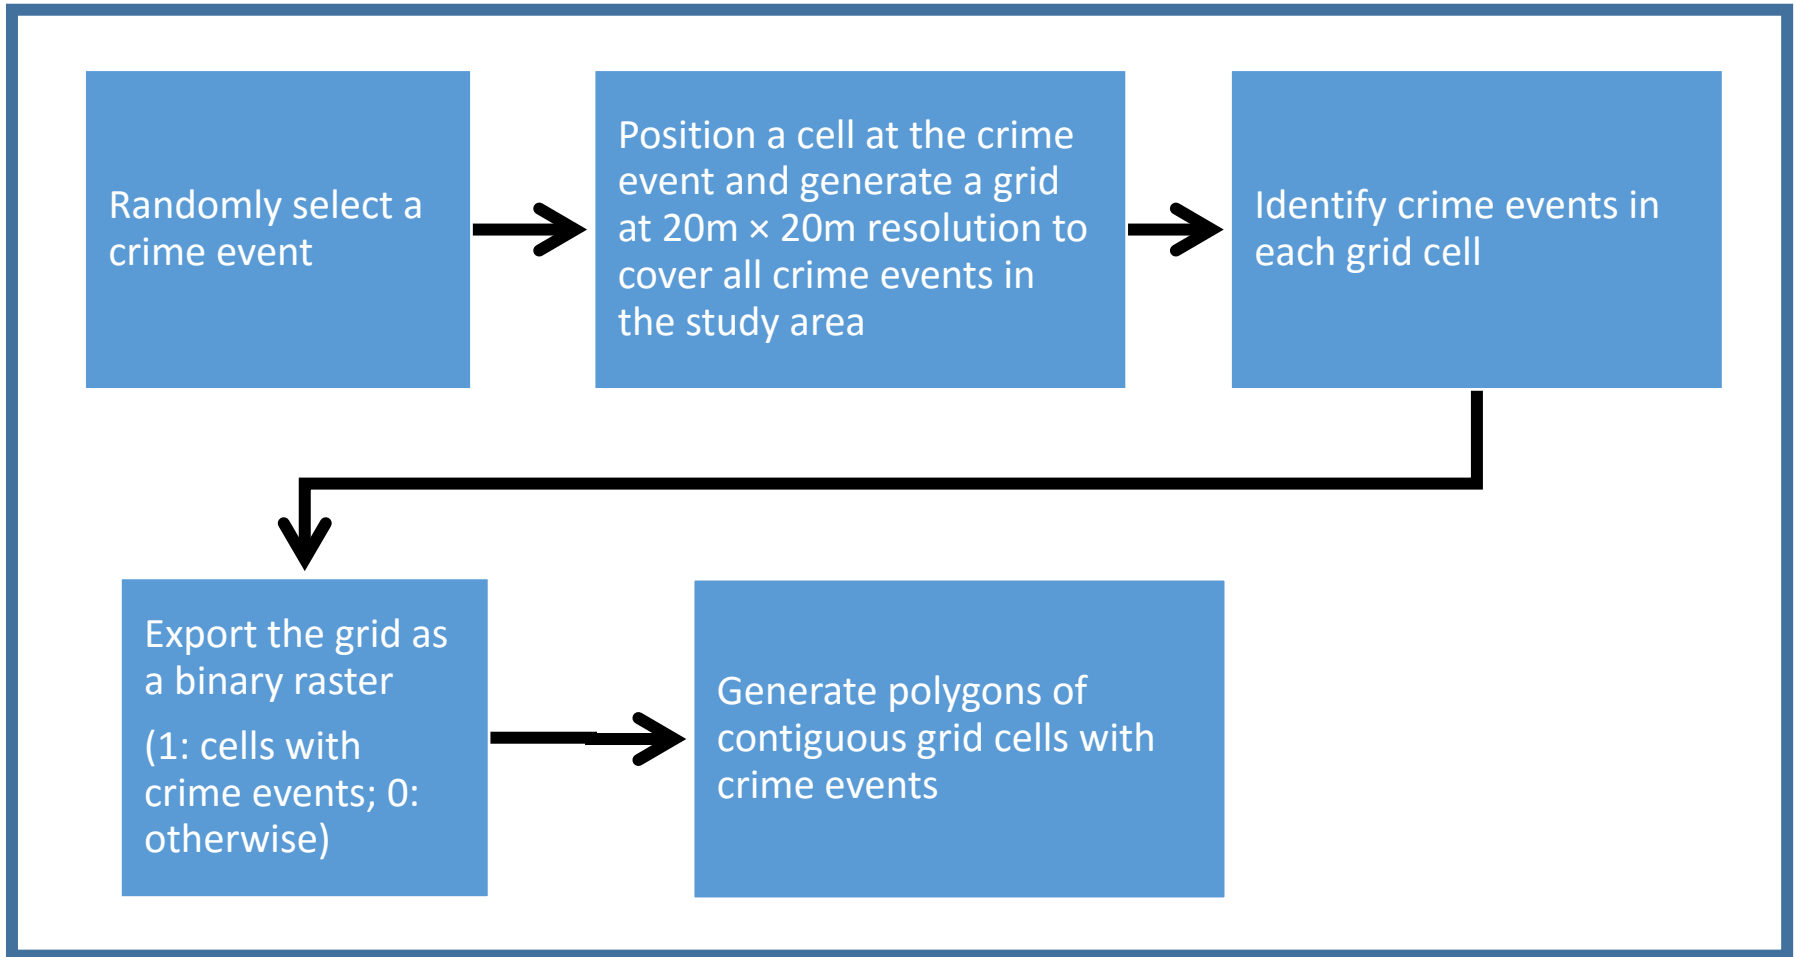 Randomly select a
crime event
Position a cell at the crime
event and generate a grid
at 20m × 20m resolution to
cover all crime events in
the study area
Identify crime events in
each grid cell
Export the grid as
a binary raster
(1: cells with
crime events; 0:
otherwise)
Generate polygons of
contiguous grid cells with
crime events